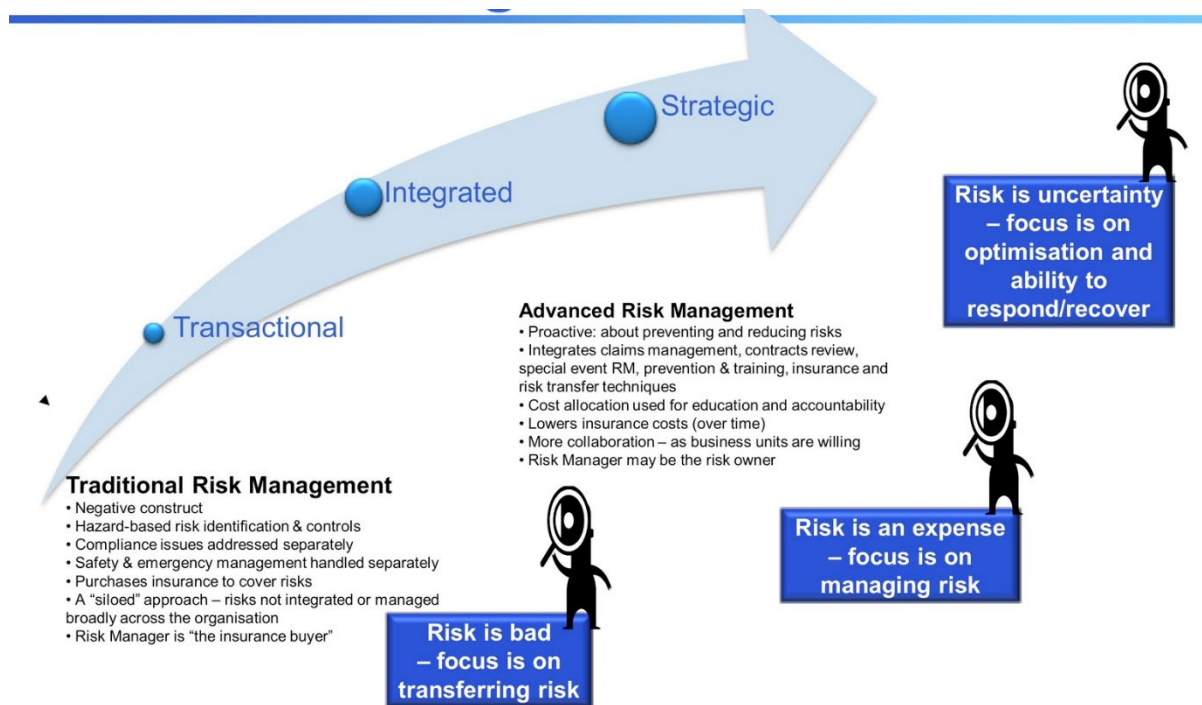 Strategic
Integrated
Transactional
Risk is uncertainty
– focus is on
optimisation and
ability to
respond/recover
Advanced Risk Management
• Proactive: about preventing and reducing risks
• Integrates claims management, contracts review,
special event RM, prevention & training, insurance and
risk transfer techniques
• Cost allocation used for education and accountability
• Lowers insurance costs (over time)
• More collaboration – as business units are willing
• Risk Manager may be the risk owner
Risk is an expense
– focus is on
managing risk
Traditional Risk Management
• Negative construct
• Hazard-based risk identification & controls
• Compliance issues addressed separately
• Safety & emergency management handled separately
• Purchases insurance to cover risks
• A “siloed” approach – risks not integrated or managed
broadly across the organisation
• Risk Manager is “the insurance buyer”
Risk is bad
– focus is on
transferring risk